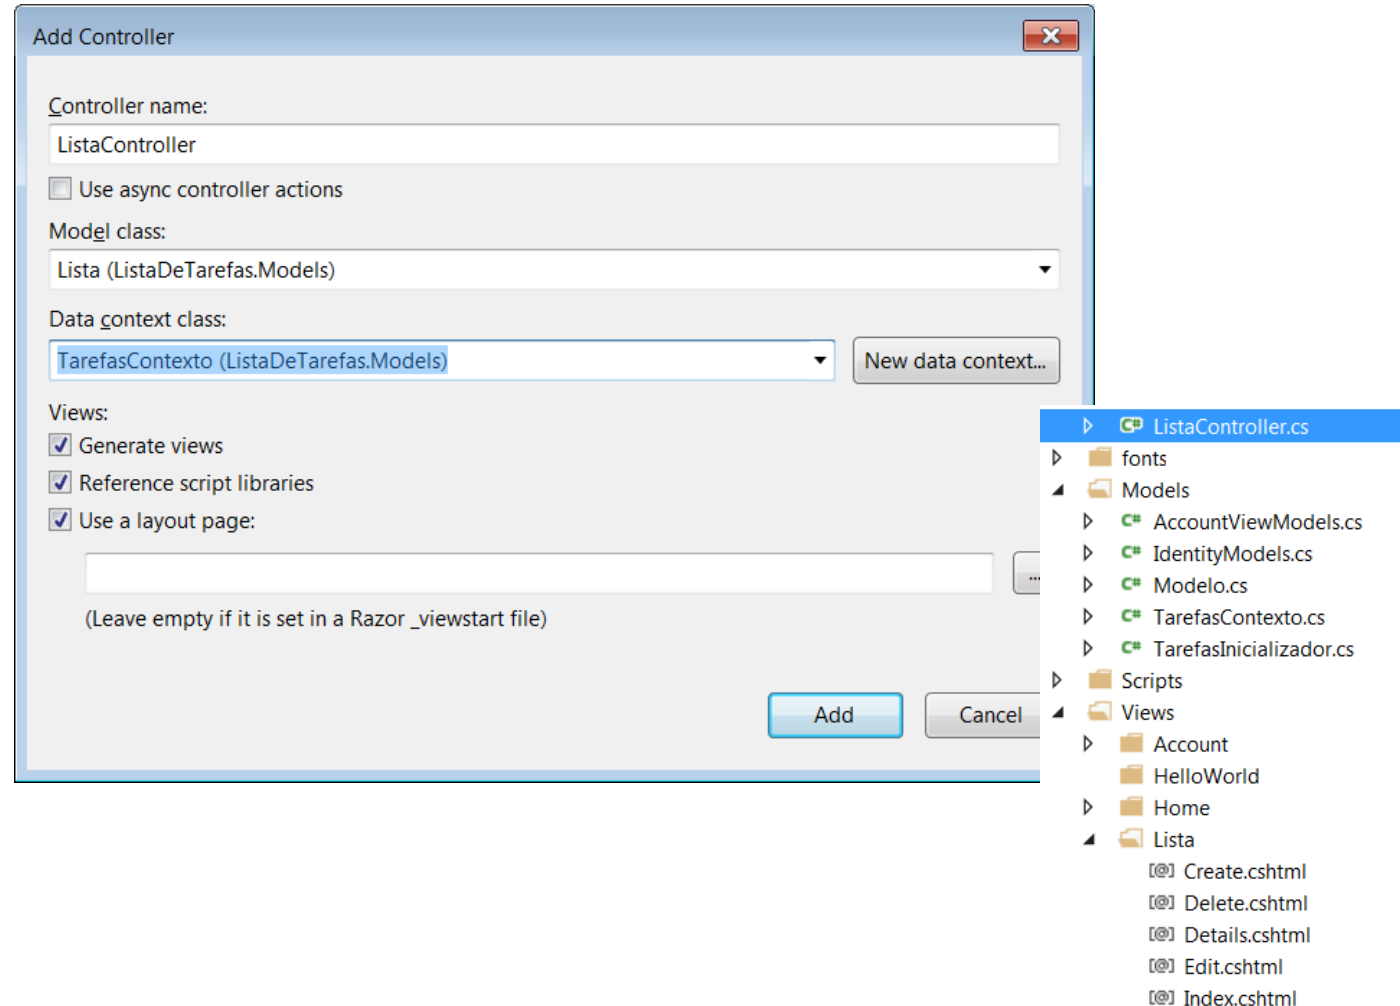 Add Controller
Controller name:
ListaController
Use async controller actions
Model class:
Lista (ListaDeTarefas.Models)
Data context class:
TarefasContexto (ListaDeTarefas.Models)
New data context...
Views:
Generate views
Reference script libraries
Use a layout page:
...
(Leave empty if it is set in a Razor _viewstart file)
Add
Cancel
C# ListaController.cs
fonts
Models
C# AccountViewModels.cs
C# IdentityModels.cs
C# Modelo.cs
C# TarefasContexto.cs
C# TarefasInicializador.cs
Scripts
Views
Account
HelloWorld
Home
Lista
[@] Create.cshtml
[@] Delete.cshtml
[@] Details.cshtml
[@] Edit.cshtml
[@] Index.cshtml